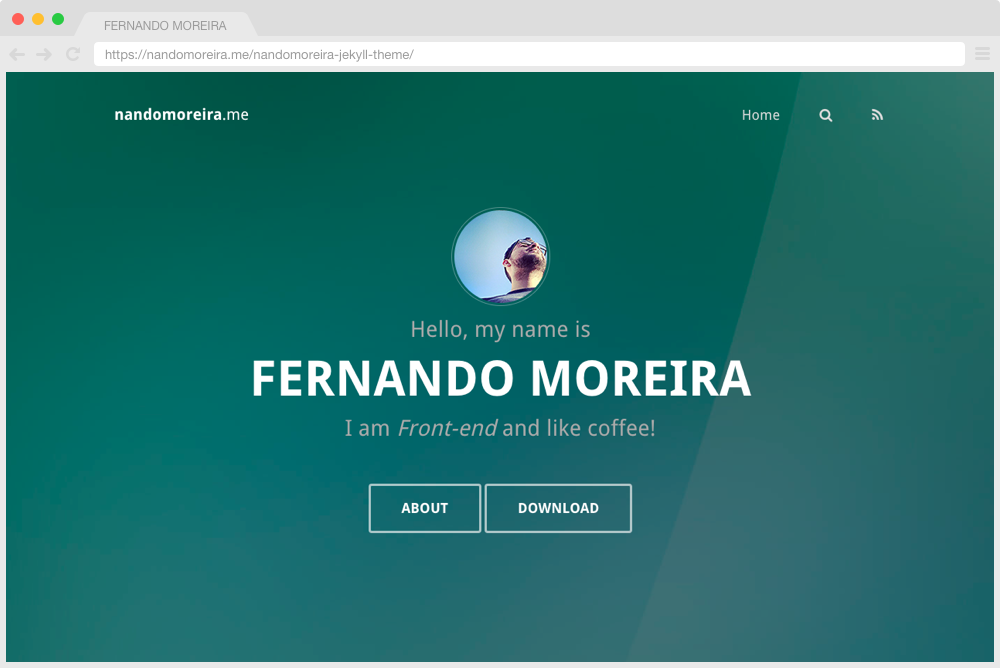 FERNANDO MOREIRA
https://nandomoreira.me/nandomoreira-jekyll-theme/
nandomoreira.me Home
Hello, my name is
FERNANDO MOREIRA
I am Front-end and like coffee!
ABOUT DOWNLOAD